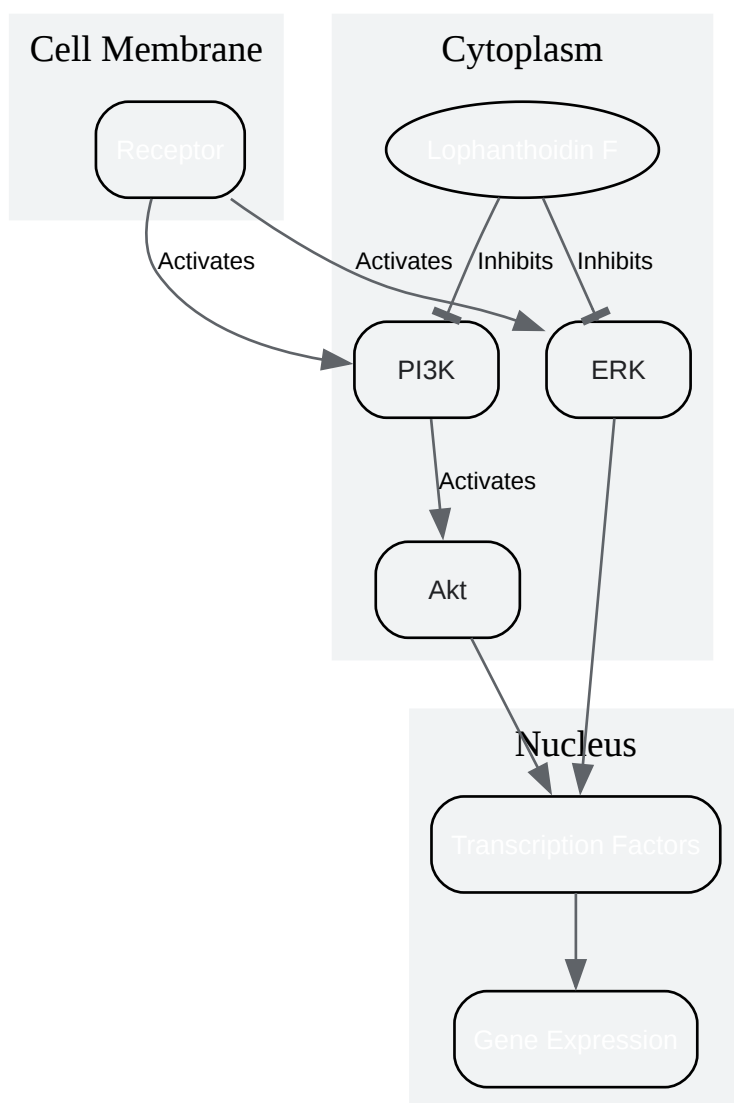 Cell Membrane
Cytoplasm
Receptor
Lophanthoidin F
Activates
Activates
Inhibits
Inhibits
PI3K
ERK
Activates
Akt
Nucleus
Transcription Factors
Gene Expression